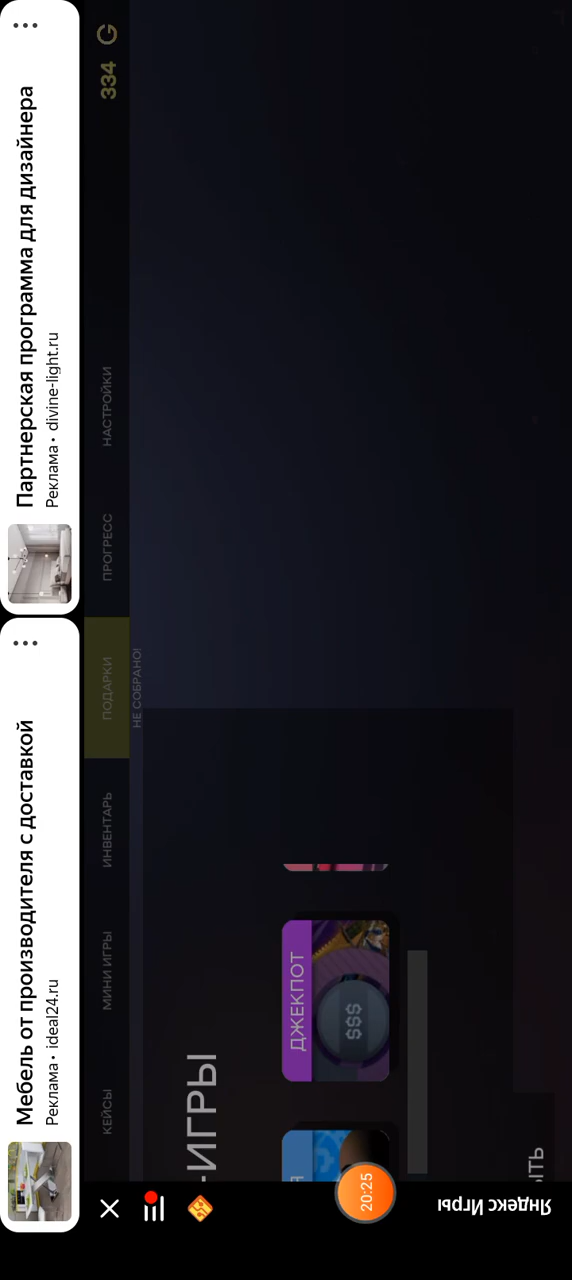 Мебель от производителя с доставкой
Реклама • ideal24.ru
Партнерская программа для дизайнера
Реклама • divine-light.ru
КЕЙСЫ
МИНИ ИГРЫ
ИНВЕНТАРЬ
ПОДАРКИ
ПРОГРЕСС
НАСТРОЙКИ
334 G
НЕ СОБРАНО!
-ИГРЫ
Я
ДЖЕКПОТ
$$$
20:25
ЫТЬ
Яндекс Игры